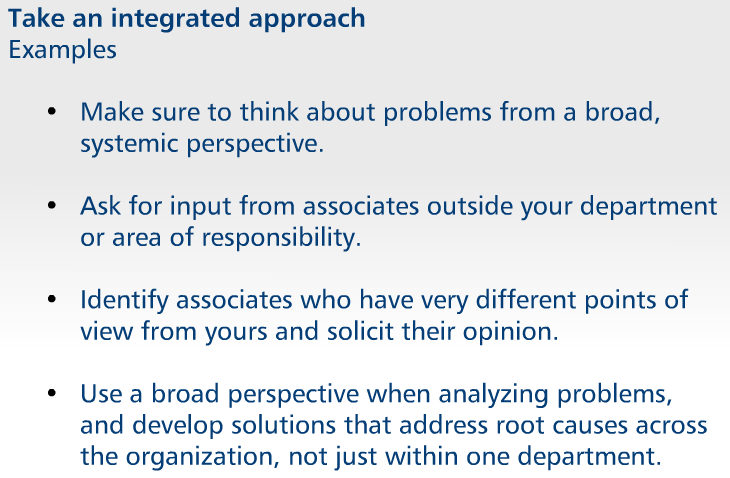 Take an integrated approach
Examples
• Make sure to think about problems from a broad,
systemic perspective.
• Ask for input from associates outside your department
or area of responsibility.
• Identify associates who have very different points of
view from yours and solicit their opinion.
• Use a broad perspective when analyzing problems,
and develop solutions that address root causes across
the organization, not just within one department.